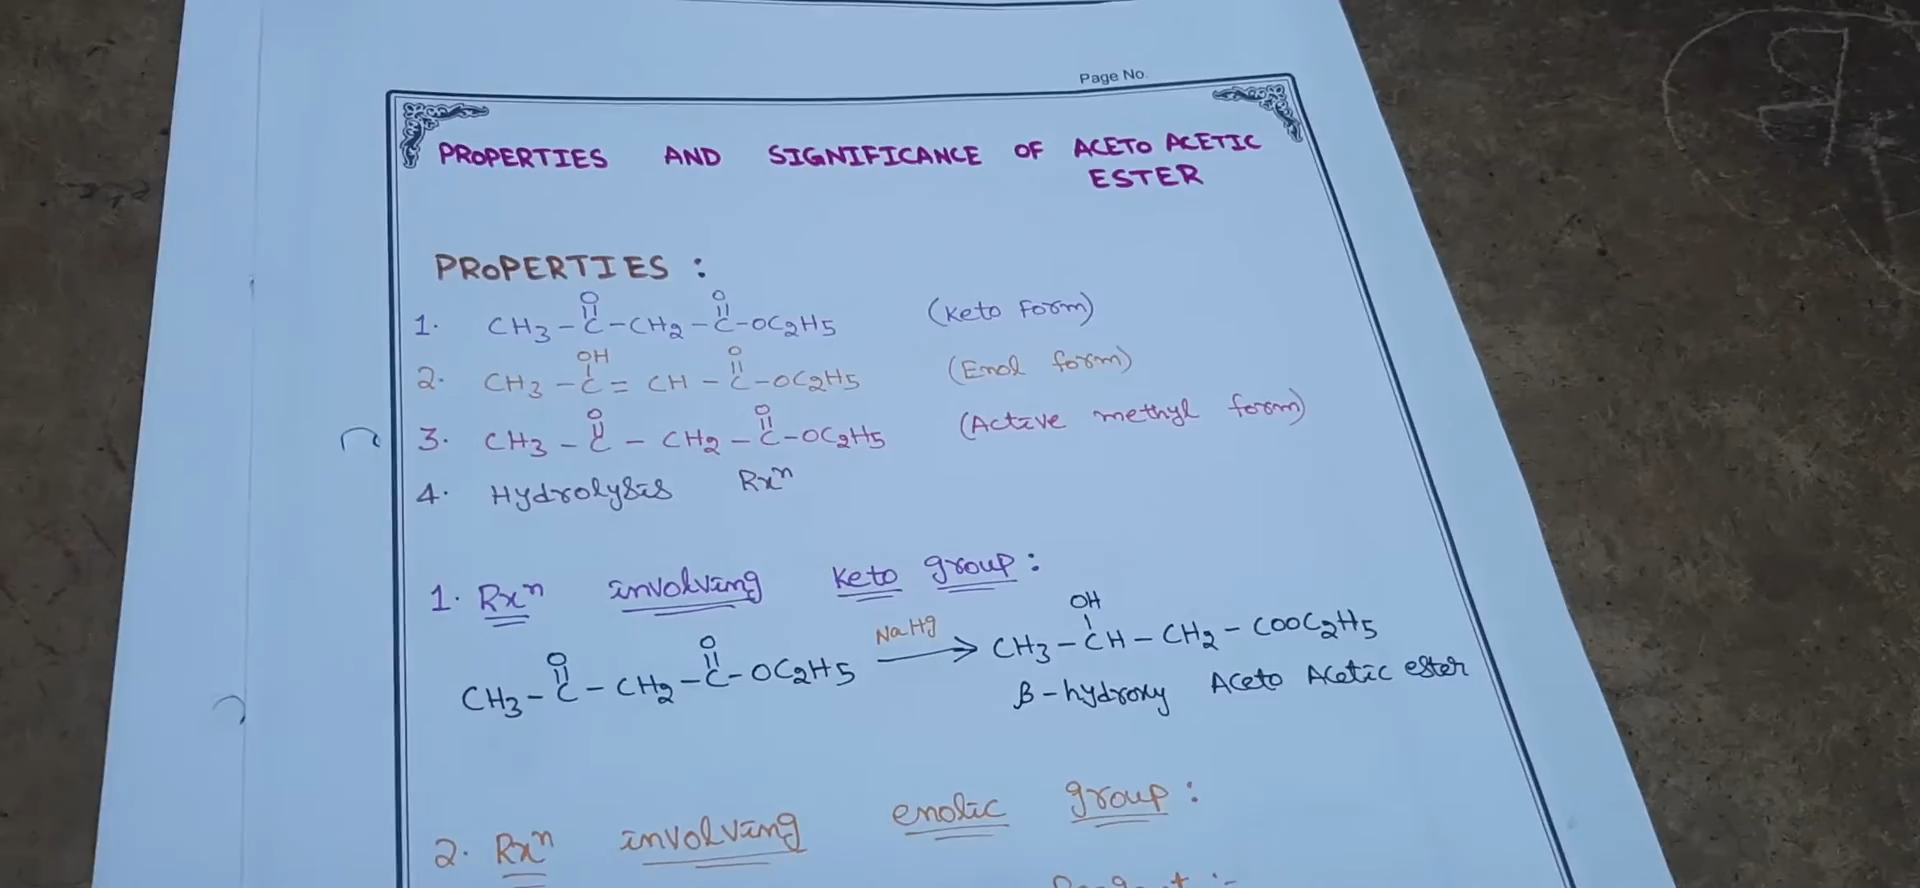 Page No.
PROPERTIES AND SIGNIFICANCE OF ACETO ACETIC
ESTER
PROPERTIES :
O O
1. CH3-C-CH2-C-OC2H5 (Keto Form)
OH O
2. CH3-C=CH-C-OC2H5 (Enol form)
O O
3. CH3-C-CH2-C-OC2H5 (Active methyl form)
4. Hydrolysis Rxn
1. Rxn involving keto group :
O O NaHg OH
CH3-C-CH2-C-OC2H5 → CH3-CH-CH2-COOC2H5
β-hydroxy Aceto Acetic ester
2. Rxn involving enolic group :